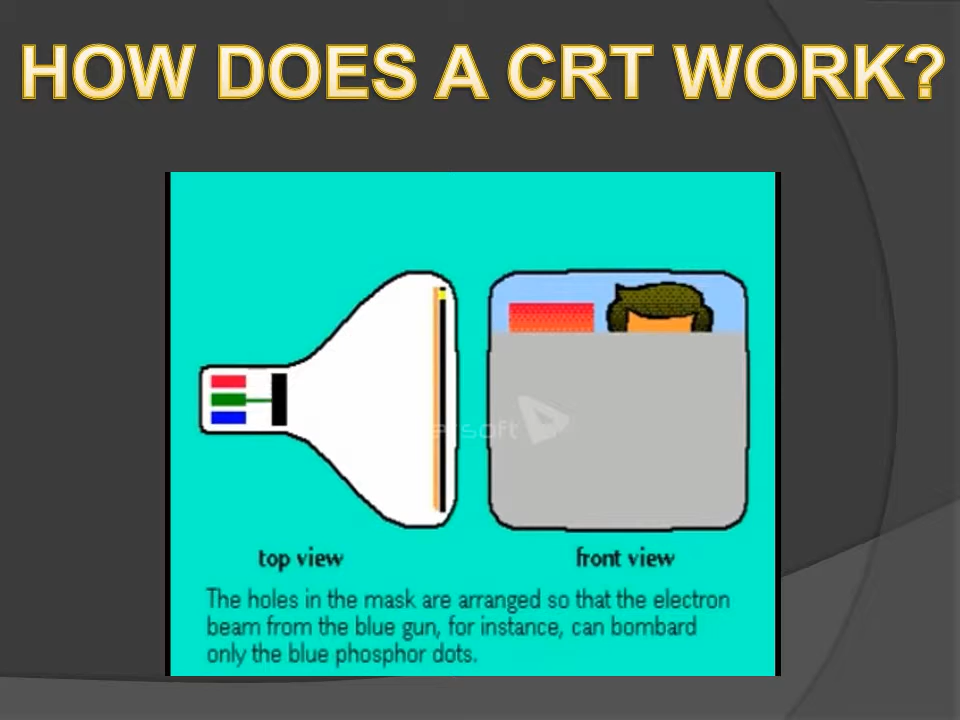 HOW DOES A CRT WORK?
top view
front view
The holes in the mask are arranged so that the electron
beam from the blue gun, for instance, can bombard
only the blue phosphor dots.